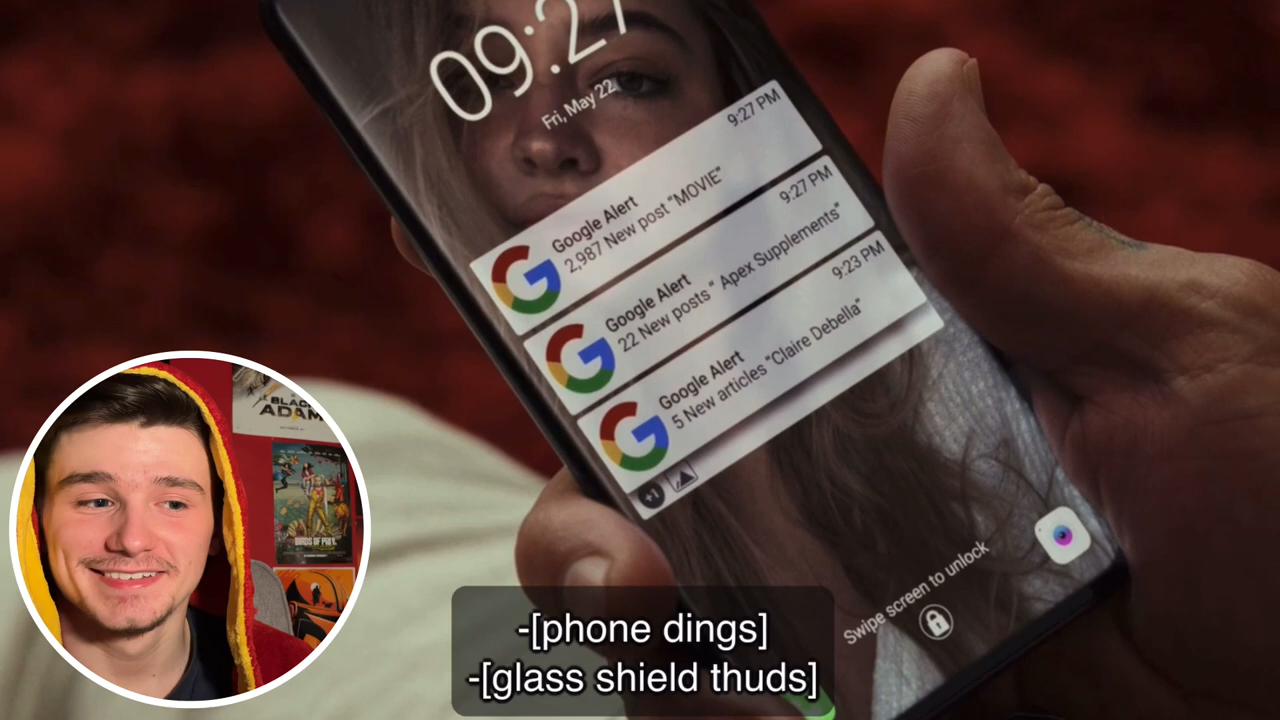 09:27
Fri, May 22
9:27 PM
Google Alert
2,987 New post "MOVIE"
9:27 PM
Google Alert
22 New posts " Apex Supplements"
9:23 PM
Google Alert
5 New articles "Claire Debella"
+1
Swipe screen to unlock
BLACK
ADAM
BIRDS OF PREY
-[phone dings]
-[glass shield thuds]